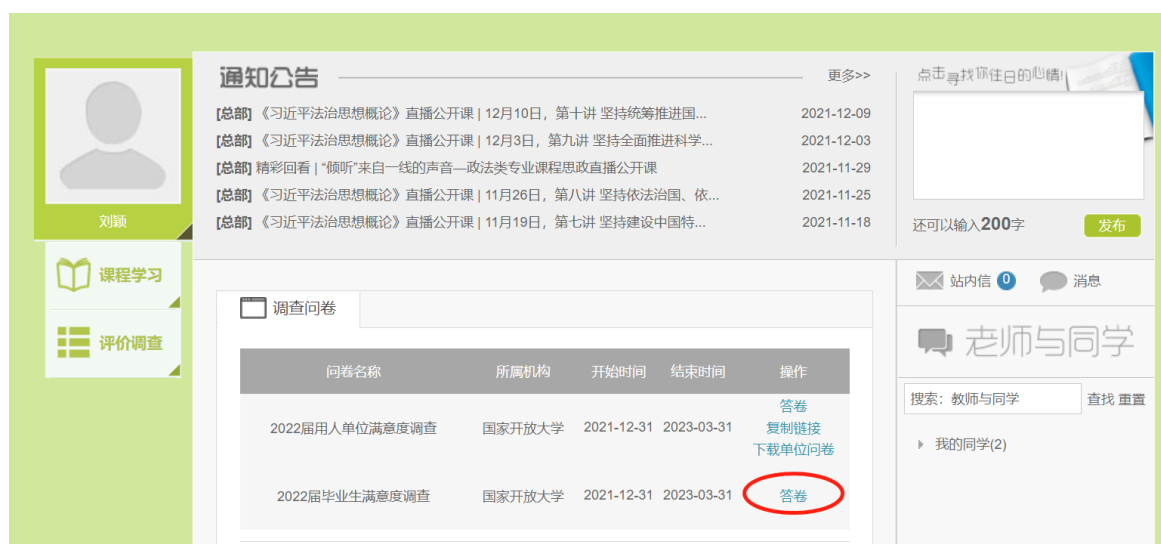 通知公告
更多>>
[总部] 《习近平法治思想概论》直播公开课 | 12月10日，第十讲 坚持统筹推进国... 2021-12-09
[总部] 《习近平法治思想概论》直播公开课 | 12月3日，第九讲 坚持全面推进科学... 2021-12-03
[总部] 精彩回看 | “倾听”来自一线的声音—政法类专业课程思政直播公开课 2021-11-29
[总部] 《习近平法治思想概论》直播公开课 | 11月26日，第八讲 坚持依法治国、依... 2021-11-25
[总部] 《习近平法治思想概论》直播公开课 | 11月19日，第七讲 坚持建设中国特... 2021-11-18
刘颖
课程学习
评价调查
点击寻找你往日的心情!
还可以输入200字
发布
站内信 0
消息
老师与同学
搜索：教师与同学
查找 重置
我的同学(2)
调查问卷
问卷名称 所属机构 开始时间 结束时间 操作
2022届用人单位满意度调查 国家开放大学 2021-12-31 2023-03-31
答卷
复制链接
下载单位问卷
2022届毕业生满意度调查 国家开放大学 2021-12-31 2023-03-31 答卷